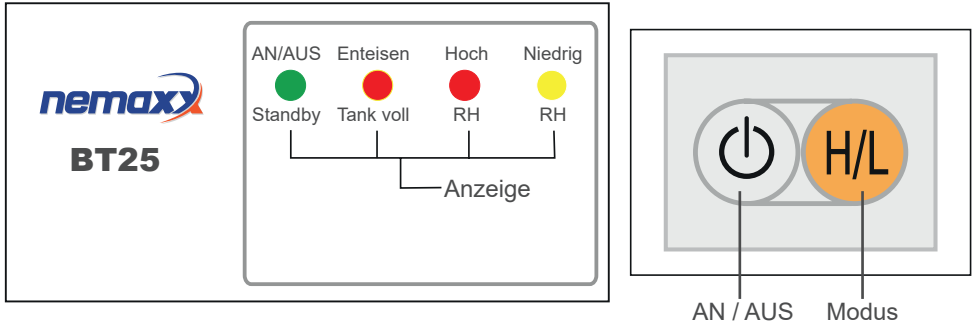 nemaxx
BT25
AN/AUS Enteisen Hoch Niedrig
Standby Tank voll RH RH
Anzeige
H/L
AN / AUS Modus